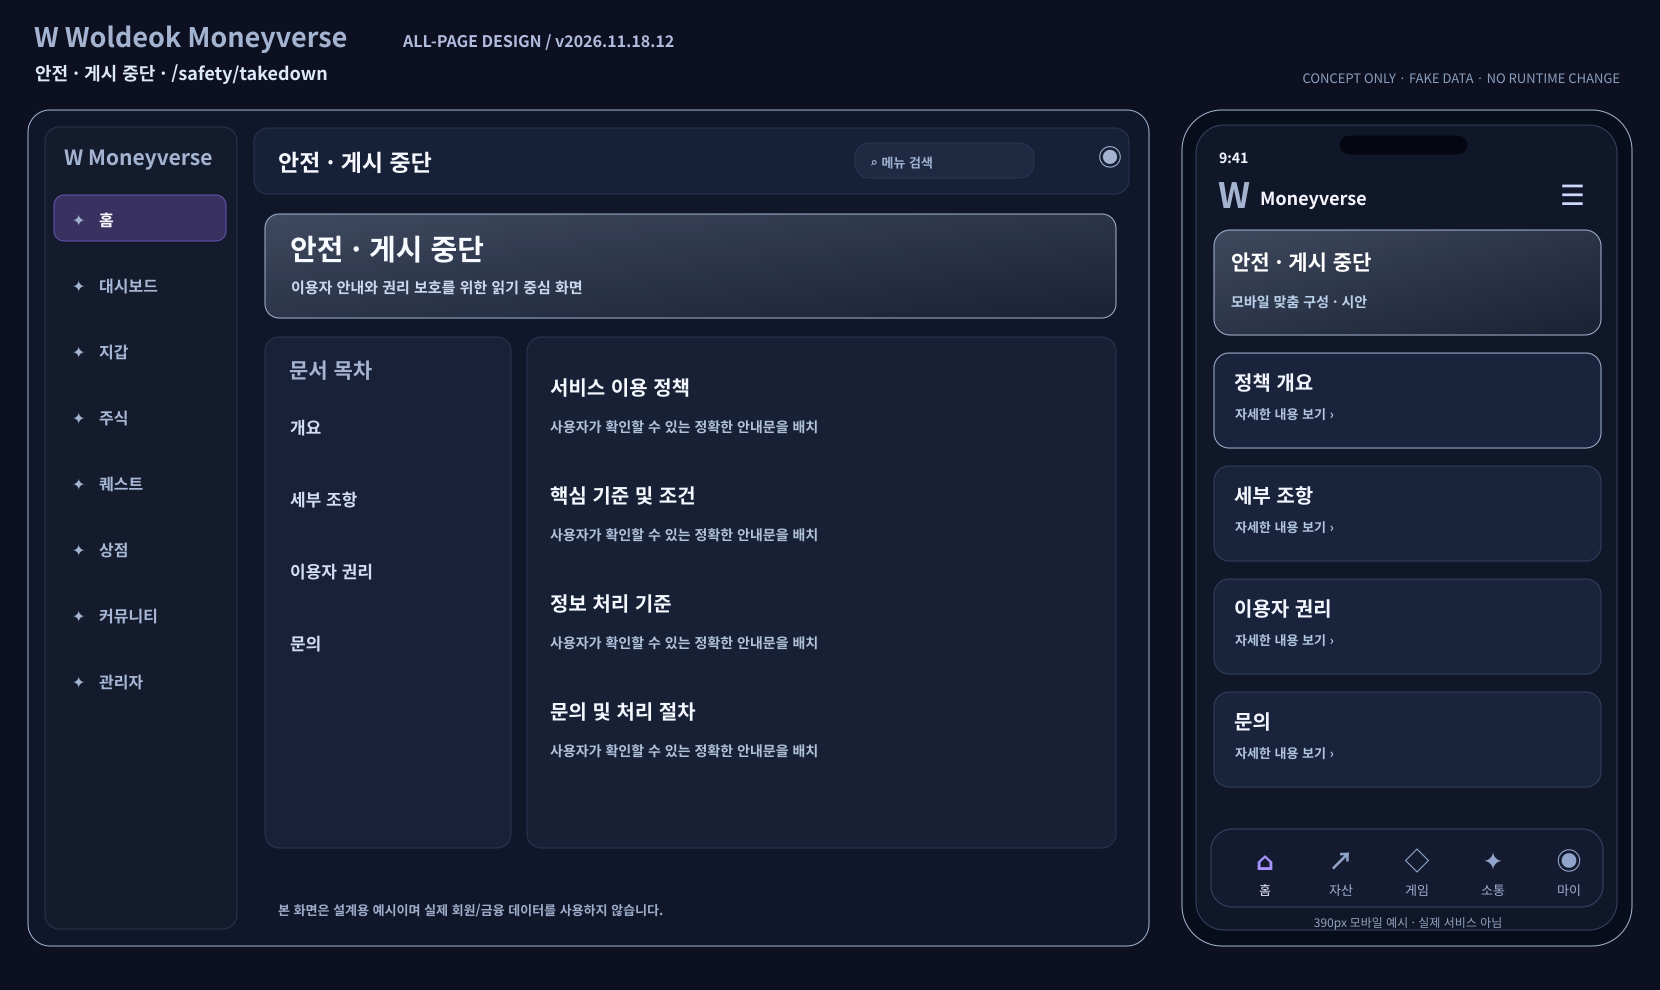 W Woldeok Moneyverse
ALL-PAGE DESIGN / v2026.11.18.12
안전 · 게시 중단 · /safety/takedown
CONCEPT ONLY · FAKE DATA · NO RUNTIME CHANGE
W Moneyverse
홈
대시보드
지갑
주식
퀘스트
상점
커뮤니티
관리자
안전 · 게시 중단
메뉴 검색
안전 · 게시 중단
이용자 안내와 권리 보호를 위한 읽기 중심 화면
문서 목차
개요
세부 조항
이용자 권리
문의
서비스 이용 정책
사용자가 확인할 수 있는 정확한 안내문을 배치
핵심 기준 및 조건
사용자가 확인할 수 있는 정확한 안내문을 배치
정보 처리 기준
사용자가 확인할 수 있는 정확한 안내문을 배치
문의 및 처리 절차
사용자가 확인할 수 있는 정확한 안내문을 배치
본 화면은 설계용 예시이며 실제 회원/금융 데이터를 사용하지 않습니다.
9:41
W Moneyverse
안전 · 게시 중단
모바일 맞춤 구성 · 시안
정책 개요
자세한 내용 보기 ›
세부 조항
자세한 내용 보기 ›
이용자 권리
자세한 내용 보기 ›
문의
자세한 내용 보기 ›
홈
자산
게임
소통
마이
390px 모바일 예시 · 실제 서비스 아님